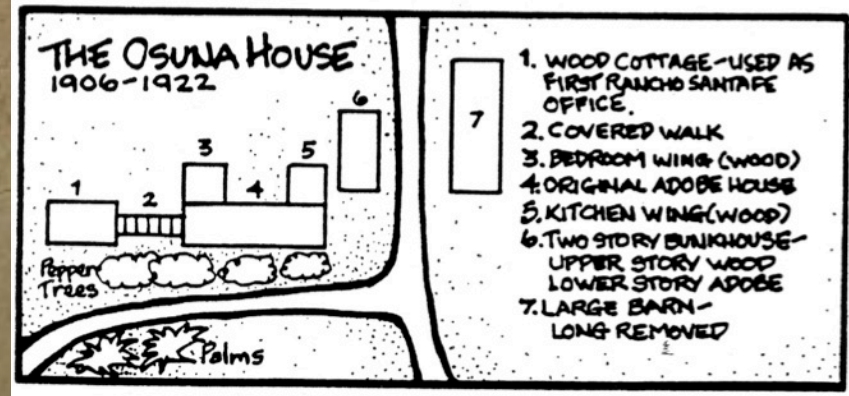 THE OSUNA HOUSE
1906-1922
1
2
3
4
5
6
7
Pepper
Trees
Palms
1. WOOD COTTAGE-USED AS
FIRST RANCHO SANTA FE
OFFICE.
2. COVERED WALK
3. BEDROOM WING (WOOD)
4. ORIGINAL ADOBE HOUSE
5. KITCHEN WING (WOOD)
6. TWO STORY BUNKHOUSE-
UPPER STORY WOOD
LOWER STORY ADOBE
7. LARGE BARN-
LONG REMOVED